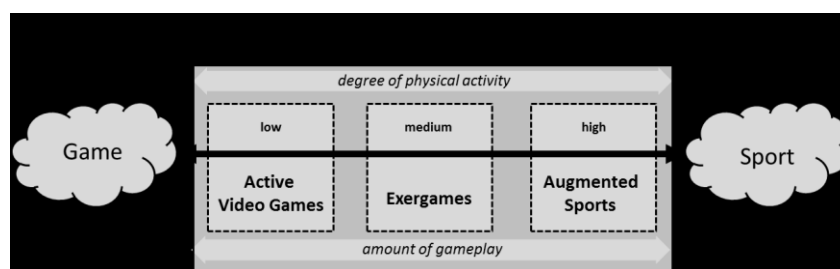 degree of physical activity
low
medium
high
Game
Sport
Active
Video Games
Exergames
Augmented
Sports
amount of gameplay